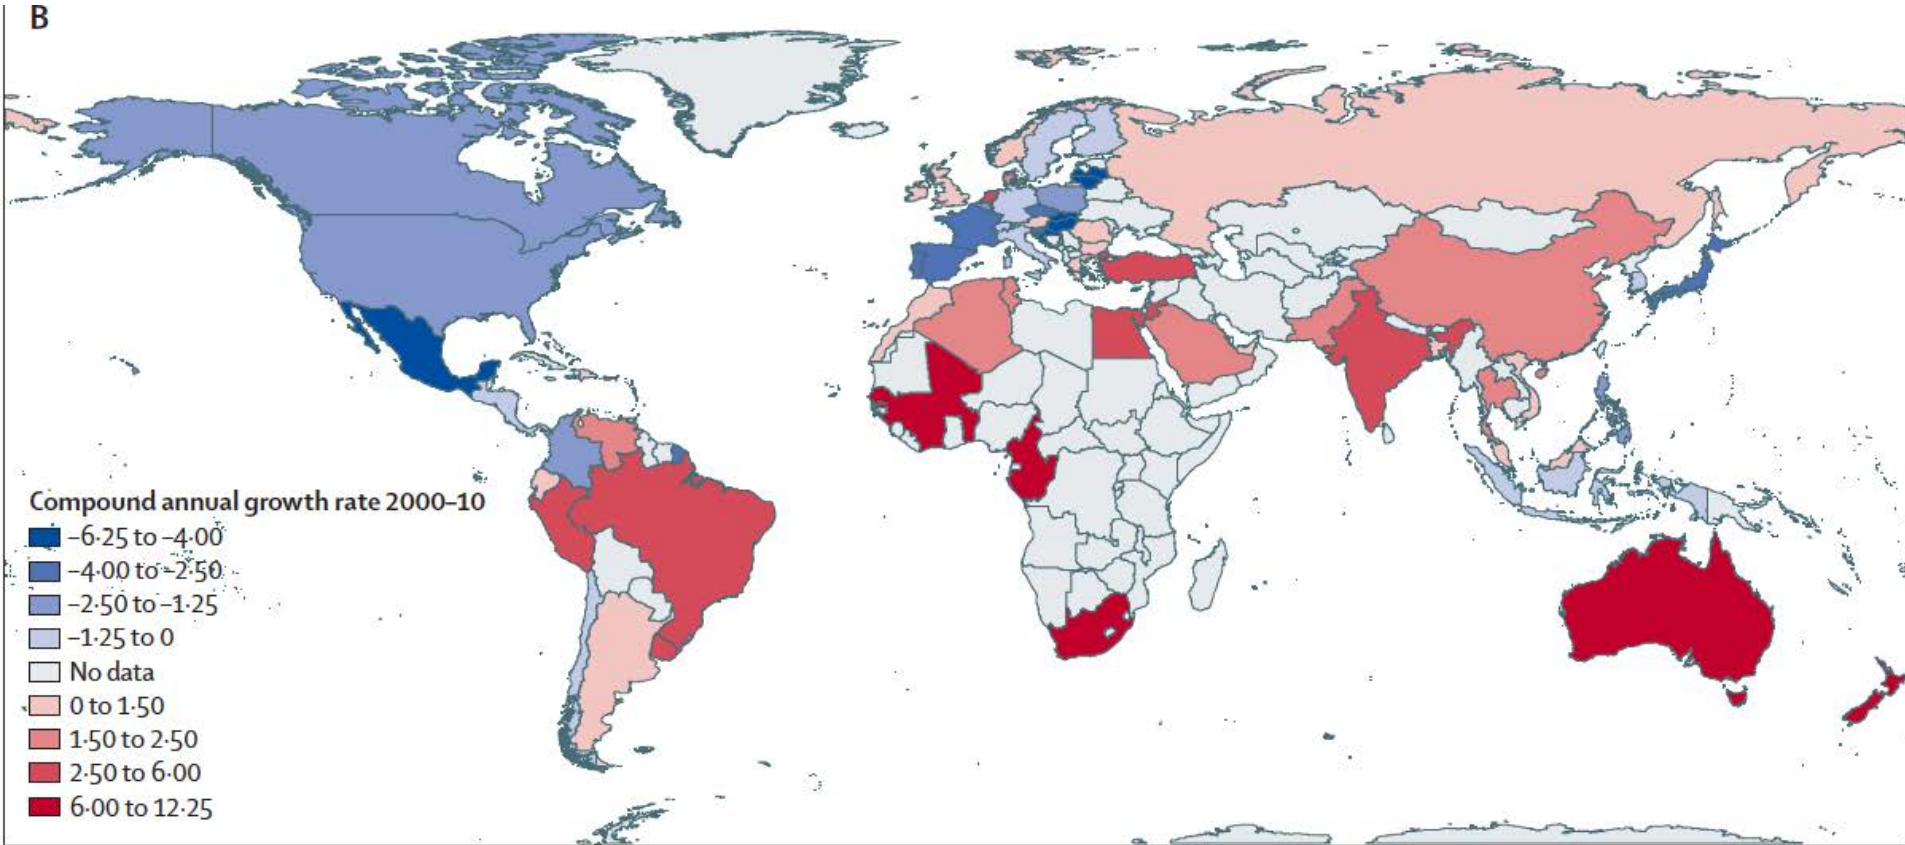 B
Compound annual growth rate 2000–10
–6·25 to –4·00
–4·00 to –2·50
–2·50 to –1·25
–1·25 to 0
No data
0 to 1·50
1·50 to 2·50
2·50 to 6·00
6·00 to 12·25